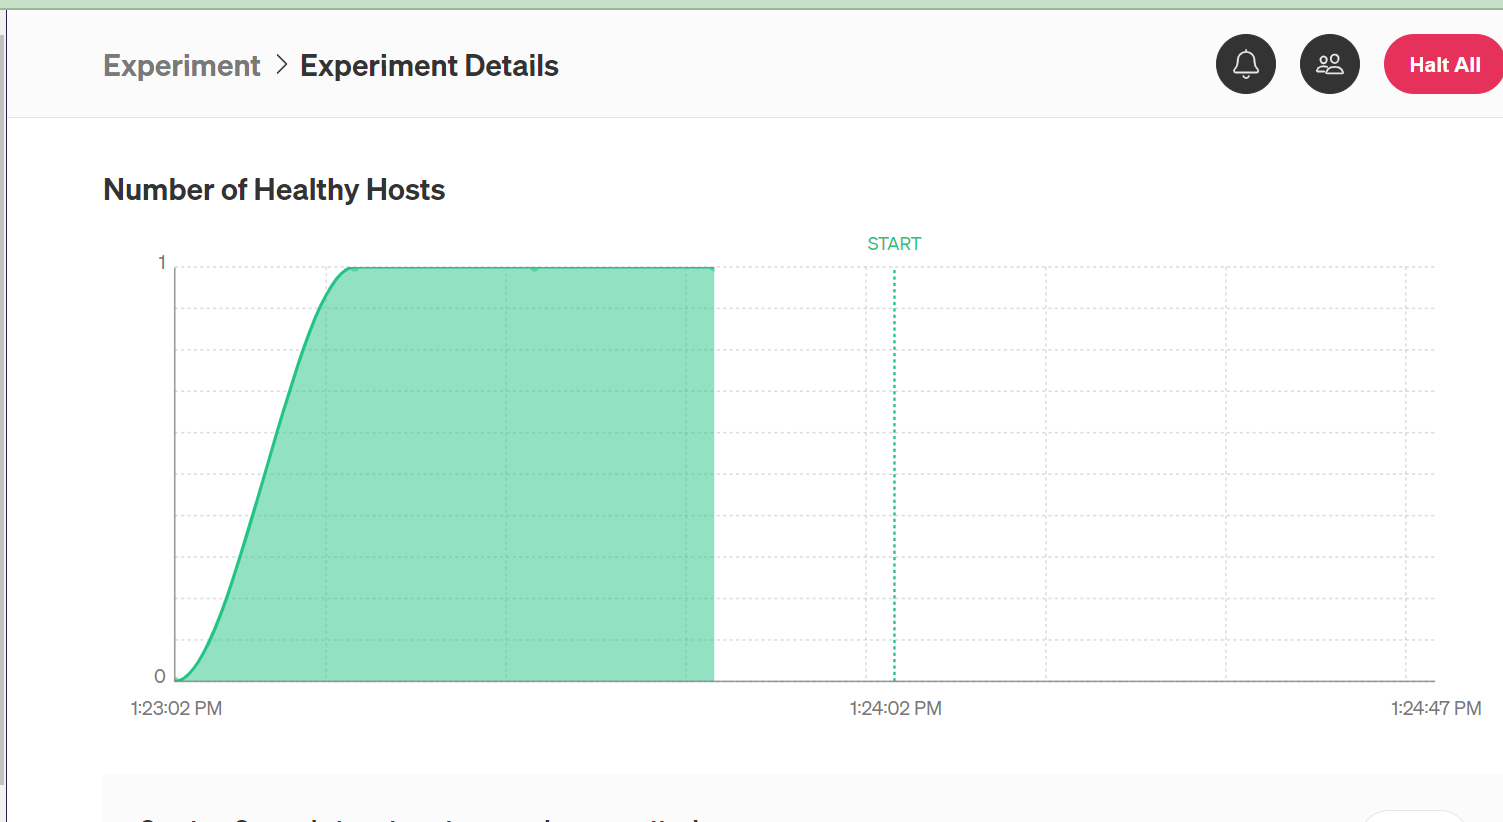 Experiment > Experiment Details
Halt All
Number of Healthy Hosts
START
1
0
1:23:02 PM
1:24:02 PM
1:24:47 PM